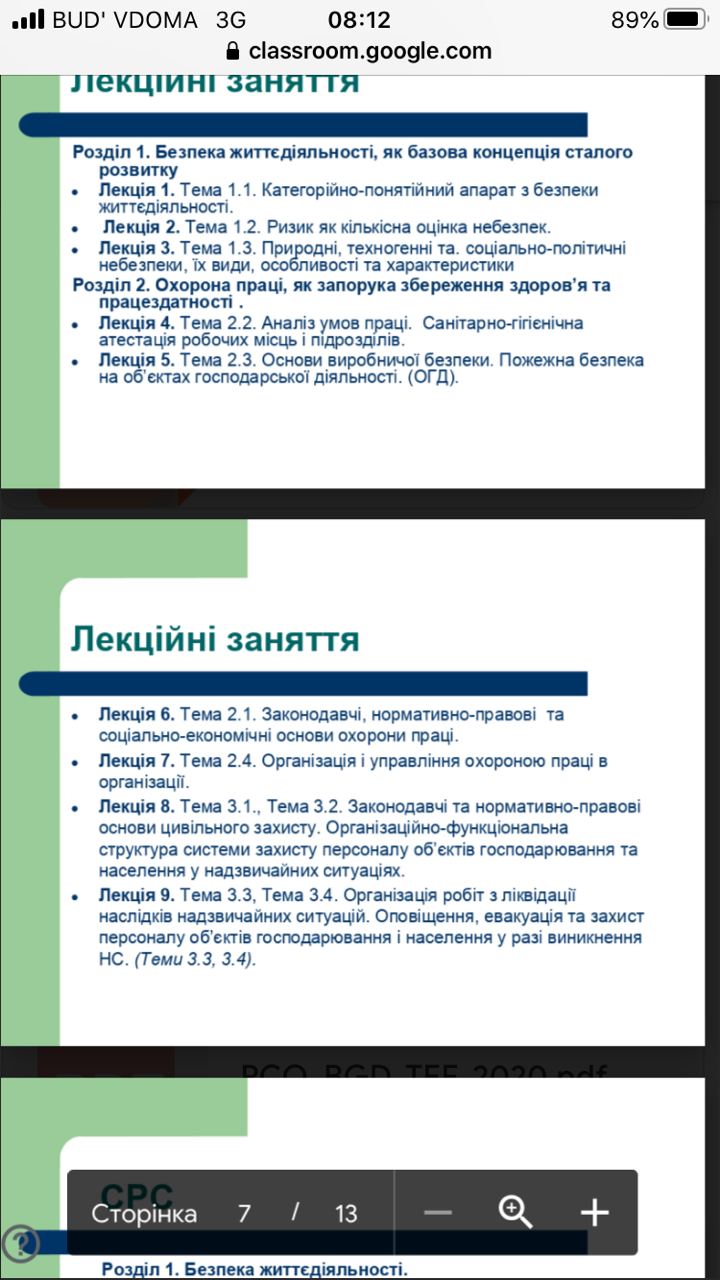 BUD' VDOMA 3G 08:12 89%
classroom.google.com
Лекційні заняття
Розділ 1. Безпека життєдіяльності, як базова концепція сталого
розвитку
• Лекція 1. Тема 1.1. Категорійно-понятійний апарат з безпеки
життєдіяльності.
• Лекція 2. Тема 1.2. Ризик як кількісна оцінка небезпек.
• Лекція 3. Тема 1.3. Природні, техногенні та. соціально-політичні
небезпеки, їх види, особливості та характеристики
Розділ 2. Охорона праці, як запорука збереження здоров’я та
працездатності .
• Лекція 4. Тема 2.2. Аналіз умов праці. Санітарно-гігієнічна
атестація робочих місць і підрозділів.
• Лекція 5. Тема 2.3. Основи виробничої безпеки. Пожежна безпека
на об’єктах господарської діяльності. (ОГД).
Лекційні заняття
• Лекція 6. Тема 2.1. Законодавчі, нормативно-правові та
соціально-економічні основи охорони праці.
• Лекція 7. Тема 2.4. Організація і управління охороною праці в
організації.
• Лекція 8. Тема 3.1., Тема 3.2. Законодавчі та нормативно-правові
основи цивільного захисту. Організаційно-функціональна
структура системи захисту персоналу об’єктів господарювання та
населення у надзвичайних ситуаціях.
• Лекція 9. Тема 3.3, Тема 3.4. Організація робіт з ліквідації
наслідків надзвичайних ситуацій. Оповіщення, евакуація та захист
персоналу об’єктів господарювання і населення у разі виникнення
НС. (Теми 3.3, 3.4).
РСО_BGD_TEF_2020.pdf
СРС
Сторінка 7 / 13
Розділ 1. Безпека життєдіяльності.